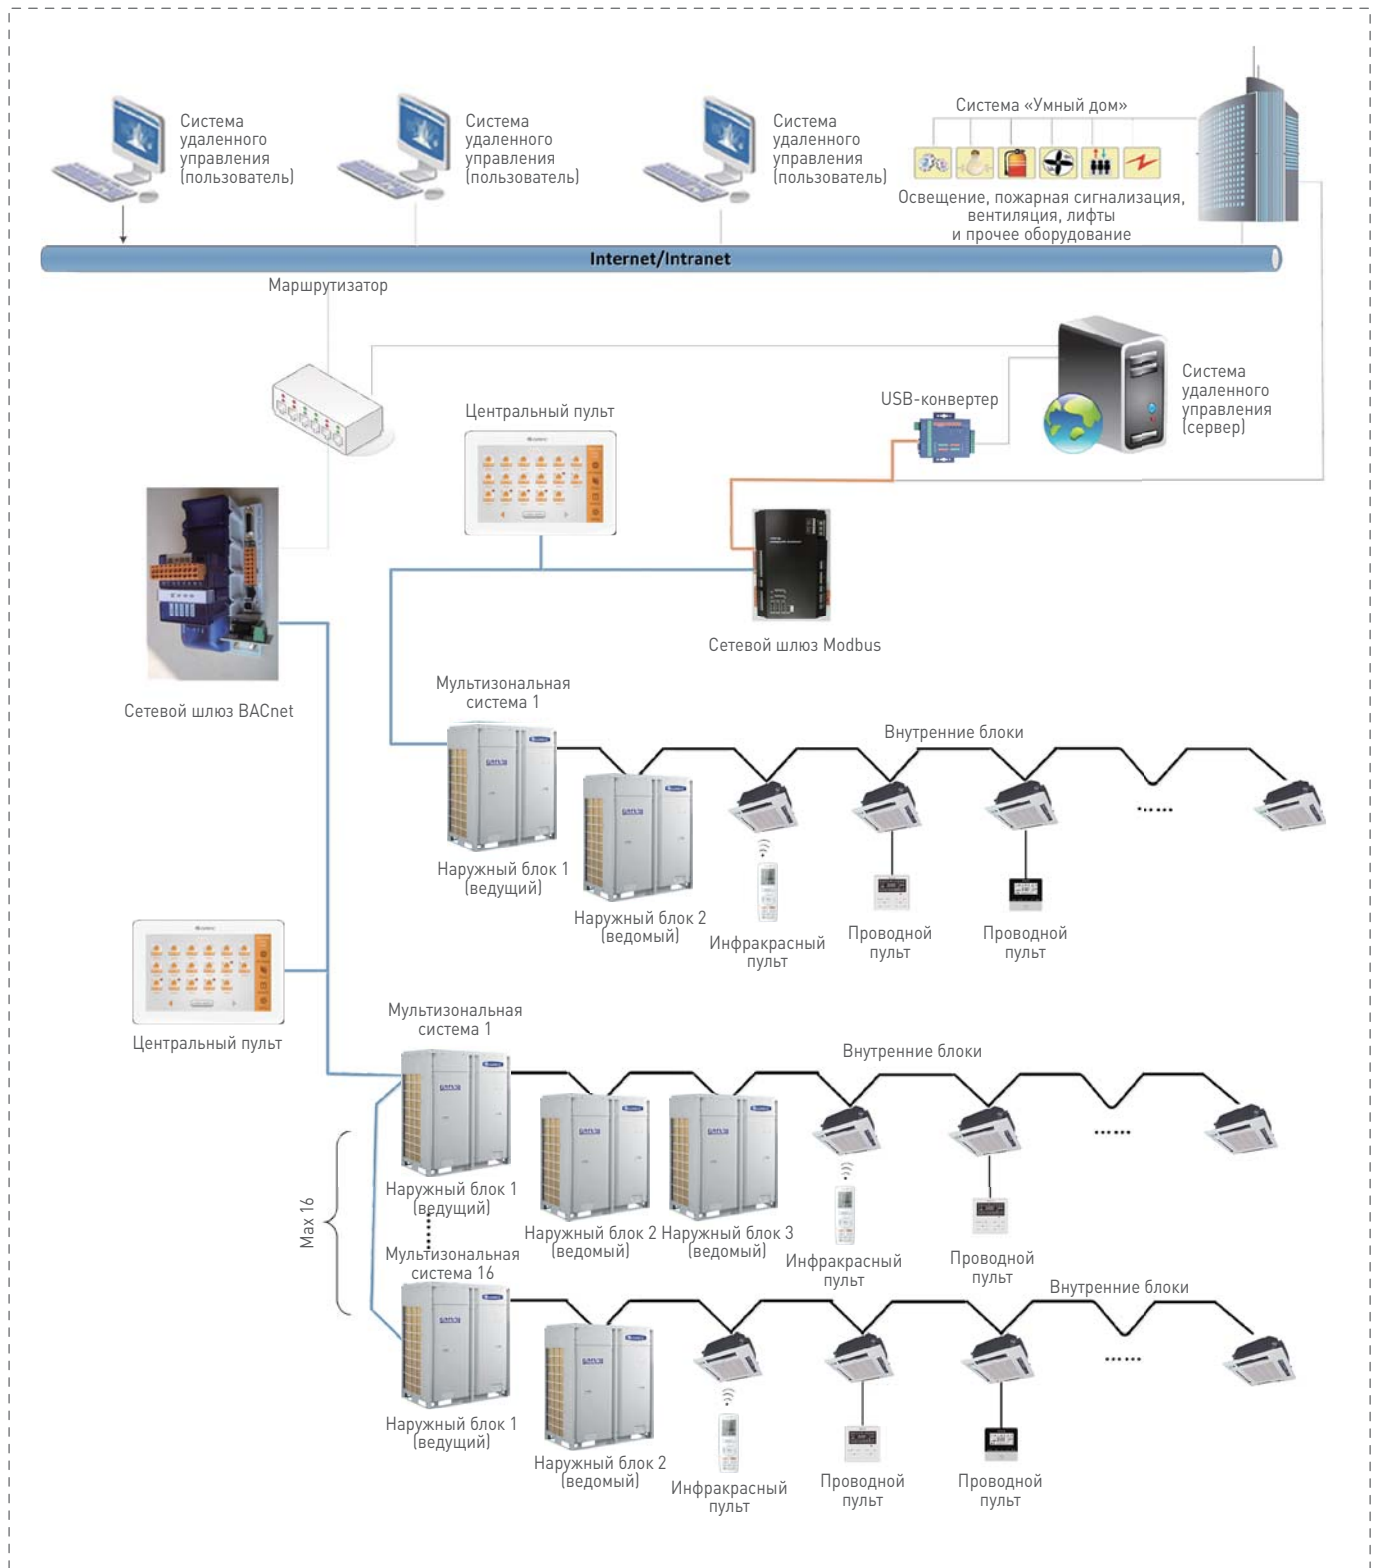 Система
удаленного
управления
(пользователь)
Система
удаленного
управления
(пользователь)
Система
удаленного
управления
(пользователь)
Система «Умный дом»
Освещение, пожарная сигнализация,
вентиляция, лифты
и прочее оборудование
Internet/Intranet
Маршрутизатор
Система
удаленного
управления
(сервер)
USB-конвертер
Центральный пульт
Сетевой шлюз Modbus
Сетевой шлюз BACnet
Мультизональная
система 1
Внутренние блоки
Наружный блок 1
(ведущий)
Наружный блок 2
(ведомый)
Инфракрасный
пульт
Проводной
пульт
Проводной
пульт
Центральный пульт
Мультизональная
система 1
Внутренние блоки
Max 16
Наружный блок 1
(ведущий)
Наружный блок 2
(ведомый)
Наружный блок 3
(ведомый)
Инфракрасный
пульт
Проводной
пульт
Мультизональная
система 16
Внутренние блоки
Наружный блок 1
(ведущий)
Наружный блок 2
(ведомый)
Инфракрасный
пульт
Проводной
пульт
Проводной
пульт